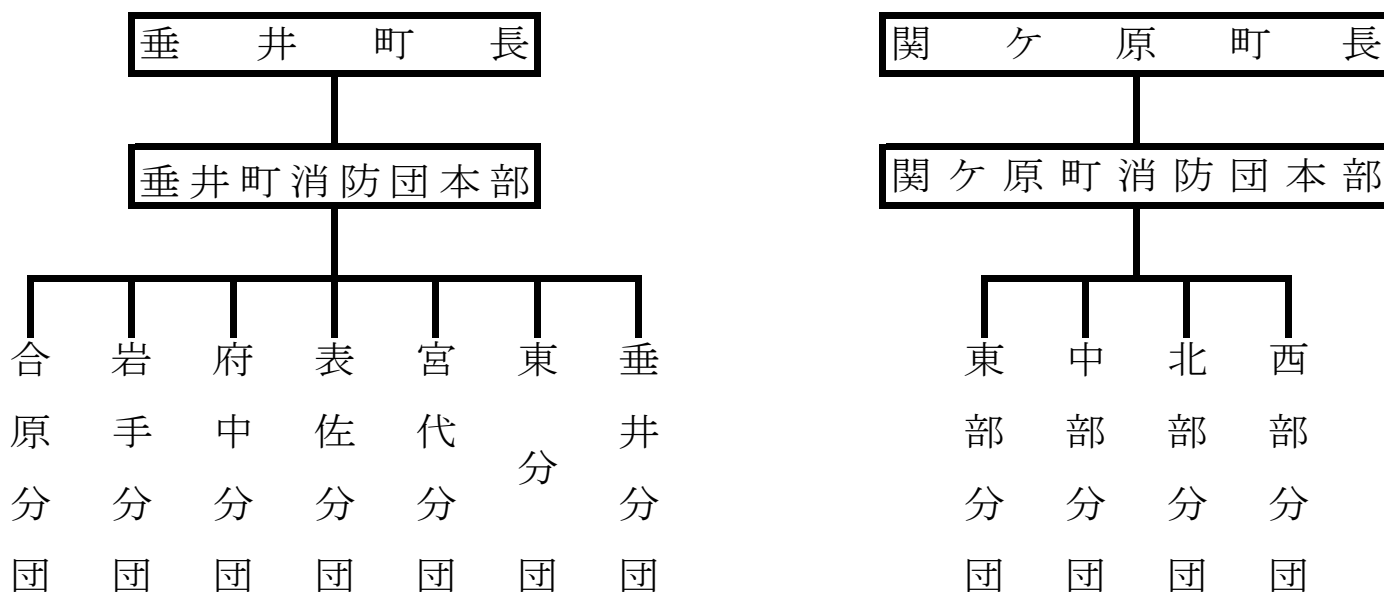 垂井町長
垂井町消防団本部
合原分団
岩手分団
府中分団
表佐分団
宮代分団
東分団
垂井分団
関ケ原町長
関ケ原町消防団本部
東部分団
中部分団
北部分団
西部分団